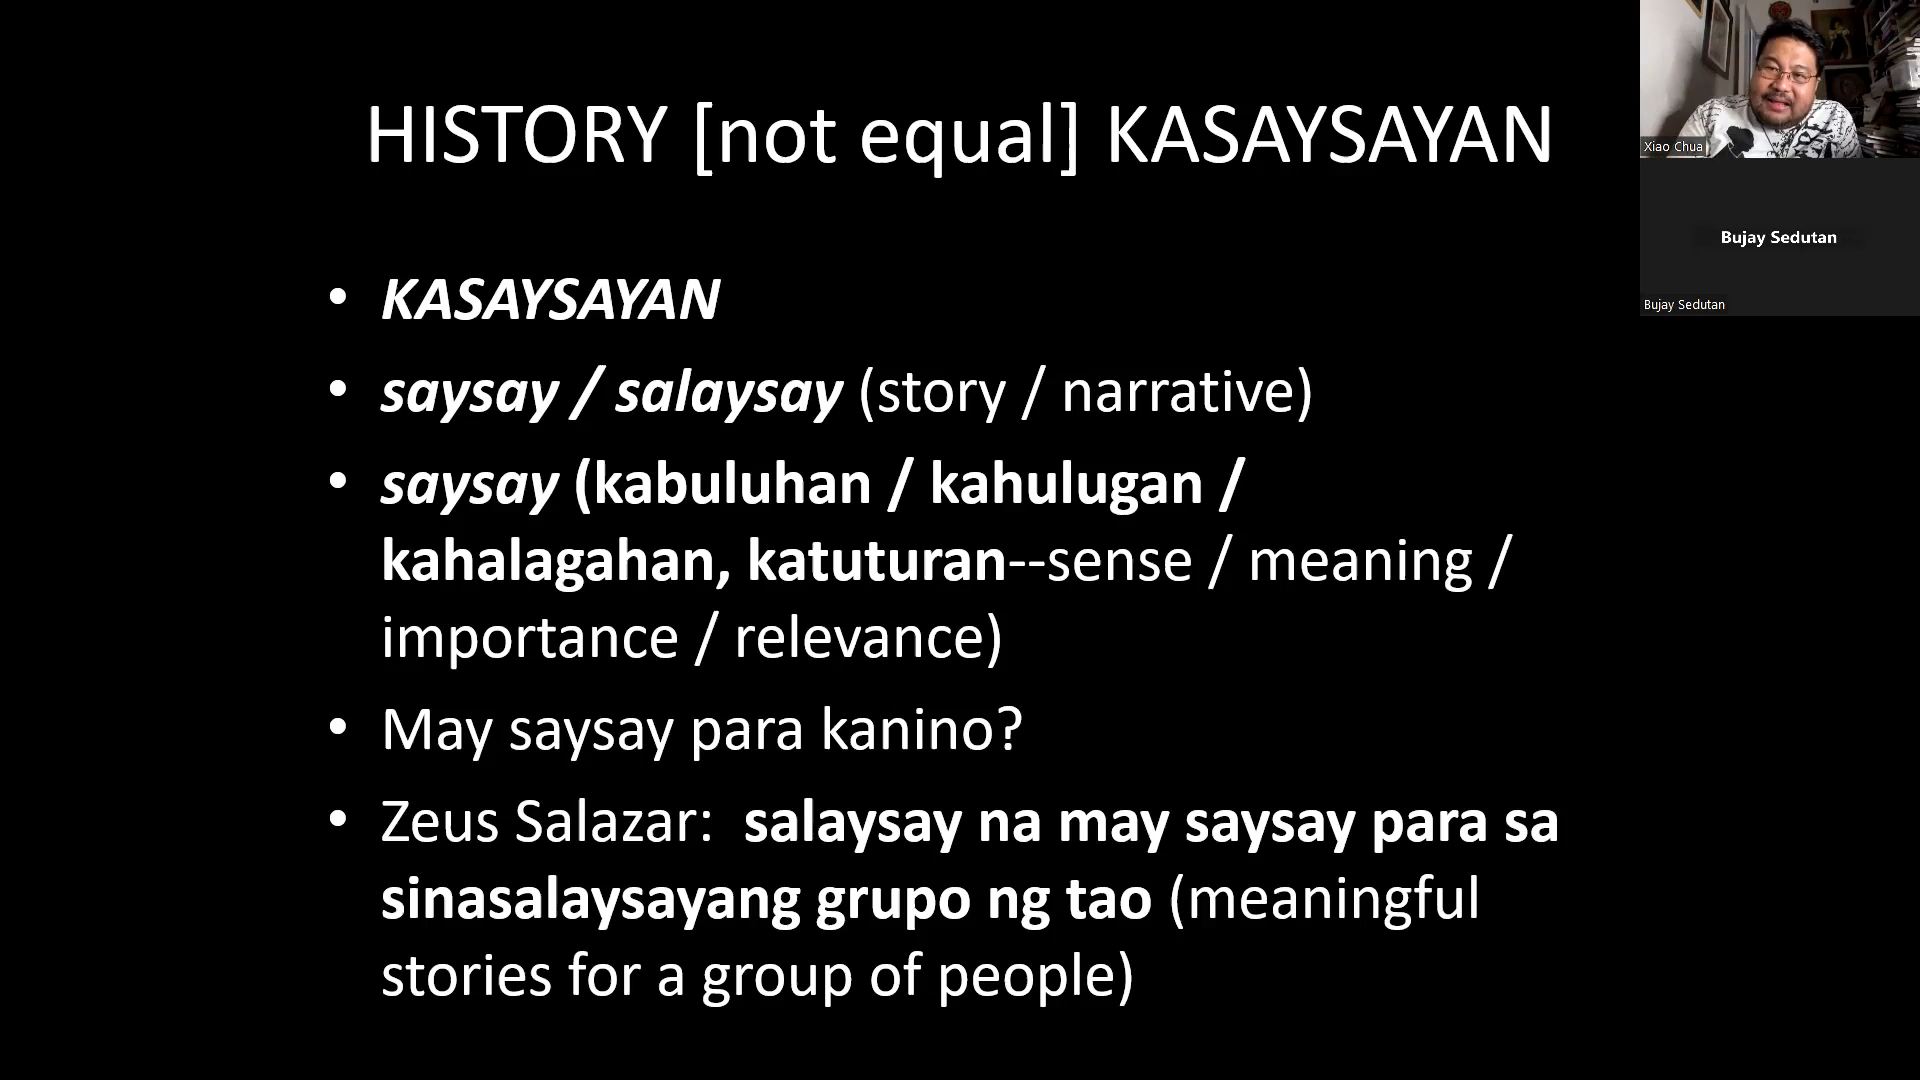 HISTORY [not equal] KASAYSAYAN
• KASAYSAYAN
• saysay / salaysay (story / narrative)
• saysay (kabuluhan / kahulugan /
kahalagahan, katuturan--sense / meaning /
importance / relevance)
• May saysay para kanino?
• Zeus Salazar:  salaysay na may saysay para sa
sinasalaysayang grupo ng tao (meaningful
stories for a group of people)
Xiao Chua
Bujay Sedutan
Bujay Sedutan